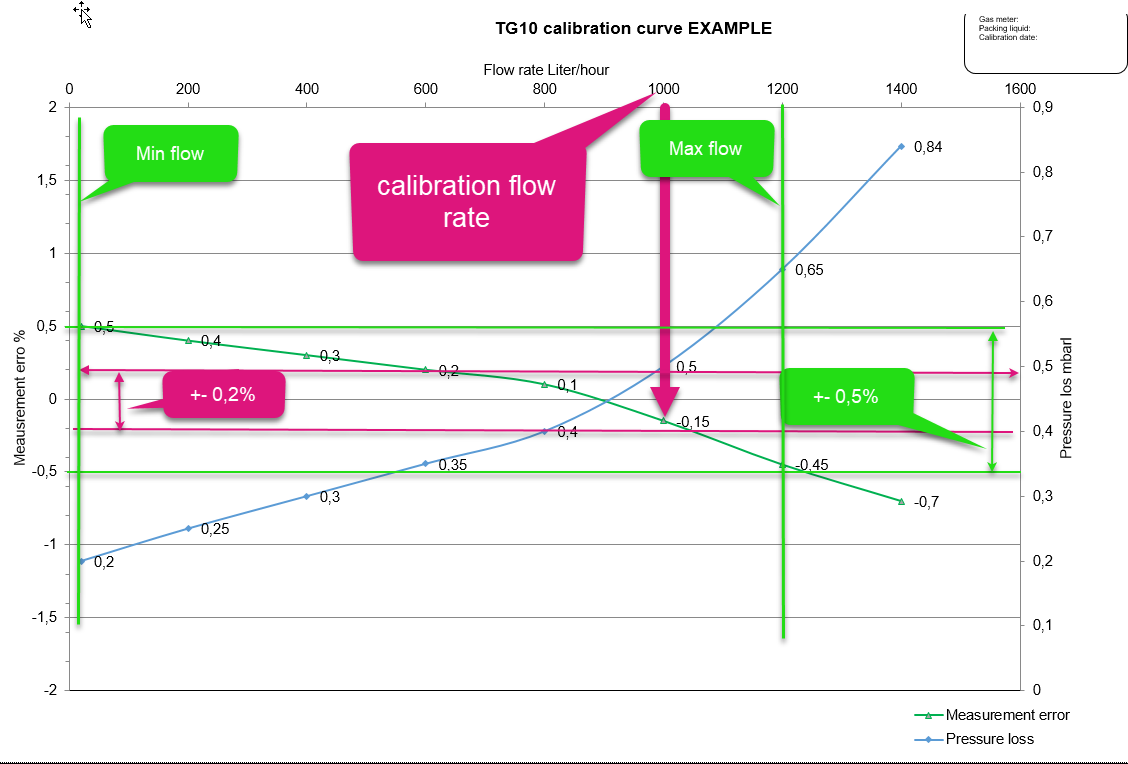 TG10 calibration curve EXAMPLE
Gas meter:
Packing liquid:
Calibration date:
Flow rate Liter/hour
0 200 400 600 800 1000 1200 1400 1600
2 0,9
Min flow
calibration flow
rate
Max flow
0,84
1,5 0,8
0,7
1
0,65
0,6
0,5 0,5
0,4
0,3
0,2 0,5 0,5
+- 0,2%
0,1
+- 0,5%
0
-0,15
0,4 0,4
Meausrement erro %
Pressure los mbarl
-0,5 0,35 -0,45
0,3 -0,7 0,3
0,25
-1
0,2 0,2
-1,5 0,1
-2 0
Measurement error
Pressure loss